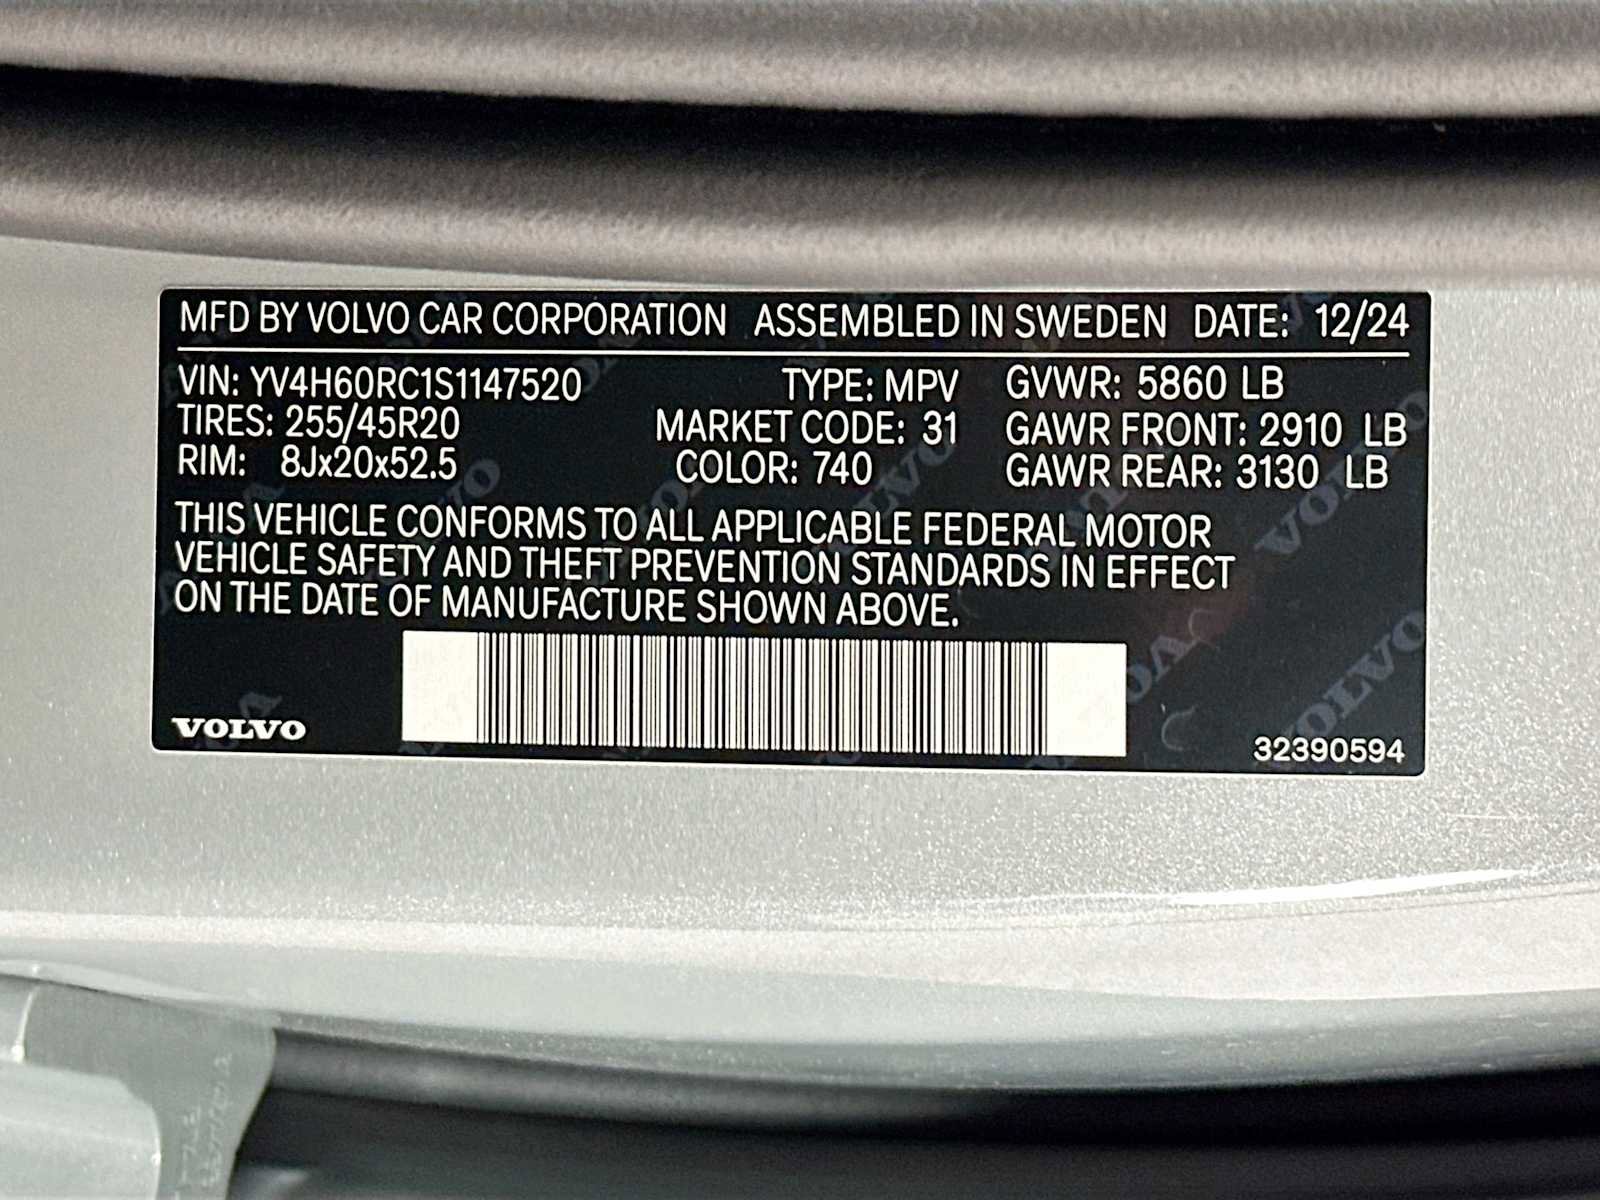 MFD BY VOLVO CAR CORPORATION ASSEMBLED IN SWEDEN DATE: 12/24
VIN: YV4H60RC1S1147520 TYPE: MPV GVWR: 5860 LB
TIRES: 255/45R20 MARKET CODE: 31 GAWR FRONT: 2910 LB
RIM: 8Jx20x52.5 COLOR: 740 GAWR REAR: 3130 LB
THIS VEHICLE CONFORMS TO ALL APPLICABLE FEDERAL MOTOR
VEHICLE SAFETY AND THEFT PREVENTION STANDARDS IN EFFECT
ON THE DATE OF MANUFACTURE SHOWN ABOVE.
VOLVO
32390594